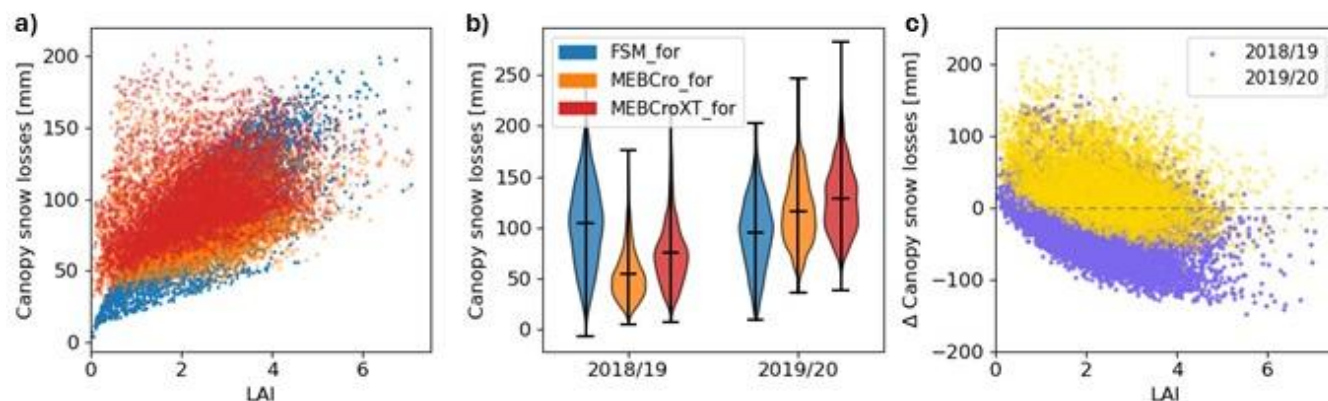 a)
Canopy snow losses [mm]
200
150
100
50
0
0 2 4 6
LAI
b)
Canopy snow losses [mm]
250
200
150
100
50
0
FSM_for
MEBCro_for
MEBCroXT_for
2018/19 2019/20
c)
Δ Canopy snow losses [mm]
200
100
0
−100
−200
2018/19
2019/20
0 2 4 6
LAI